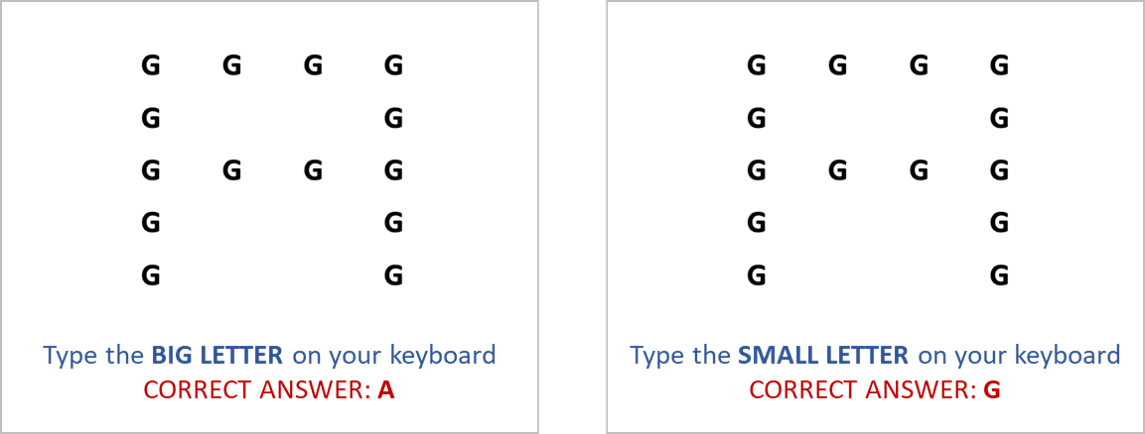 G G G G
G G
G G G G
G G
G G
Type the BIG LETTER on your keyboard
CORRECT ANSWER: A
G G G G
G G
G G G G
G G
G G
Type the SMALL LETTER on your keyboard
CORRECT ANSWER: G